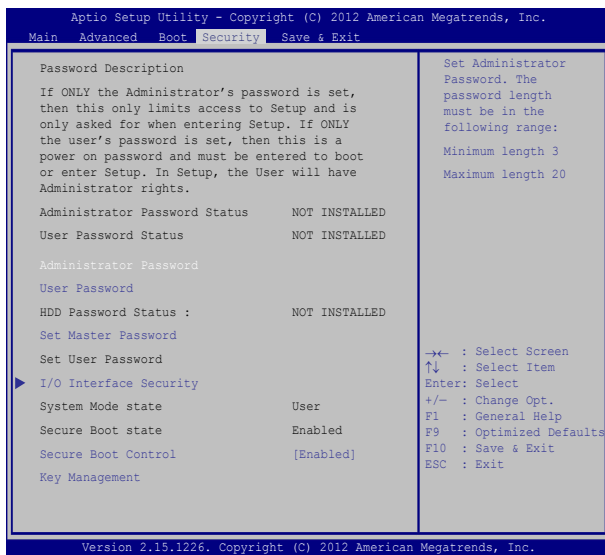 Aptio Setup Utility - Copyright (C) 2012 American Megatrends, Inc.
Main Advanced Boot Security Save & Exit
Password Description
If ONLY the Administrator's password is set,
then this only limits access to Setup and is
only asked for when entering Setup. If ONLY
the user's password is set, then this is a
power on password and must be entered to boot
or enter Setup. In Setup, the User will have
Administrator rights.
Administrator Password Status NOT INSTALLED
User Password Status NOT INSTALLED
Administrator Password
User Password
HDD Password Status : NOT INSTALLED
Set Master Password
Set User Password
I/O Interface Security
System Mode state User
Secure Boot state Enabled
Secure Boot Control [Enabled]
Key Management
Set Administrator
Password. The
password length
must be in the
following range:
Minimum length 3
Maximum length 20
→← : Select Screen
↑↓ : Select Item
Enter: Select
+/— : Change Opt.
F1 : General Help
F9 : Optimized Defaults
F10 : Save & Exit
ESC : Exit
Version 2.15.1226. Copyright (C) 2012 American Megatrends, Inc.